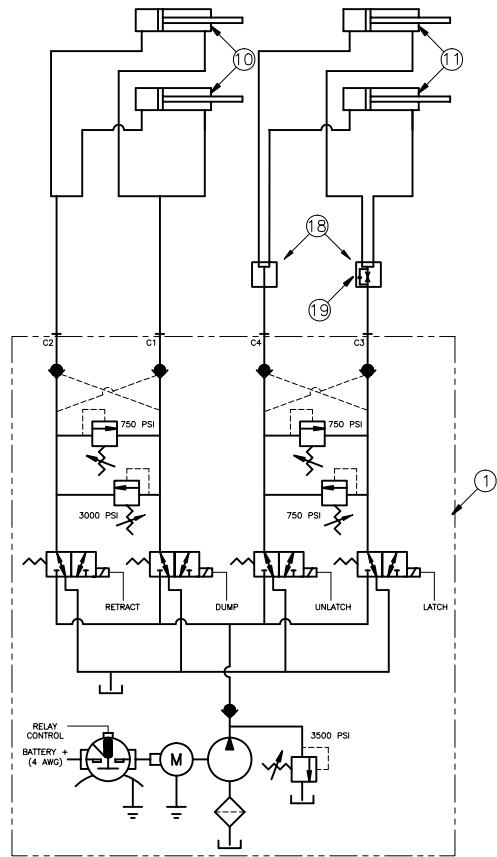 10
11
18
19
C2
C1
C4
C3
750 PSI
750 PSI
1
3000 PSI
750 PSI
RETRACT
DUMP
UNLATCH
LATCH
RELAY
CONTROL
BATTERY +
(4 AWG)
M
3500 PSI